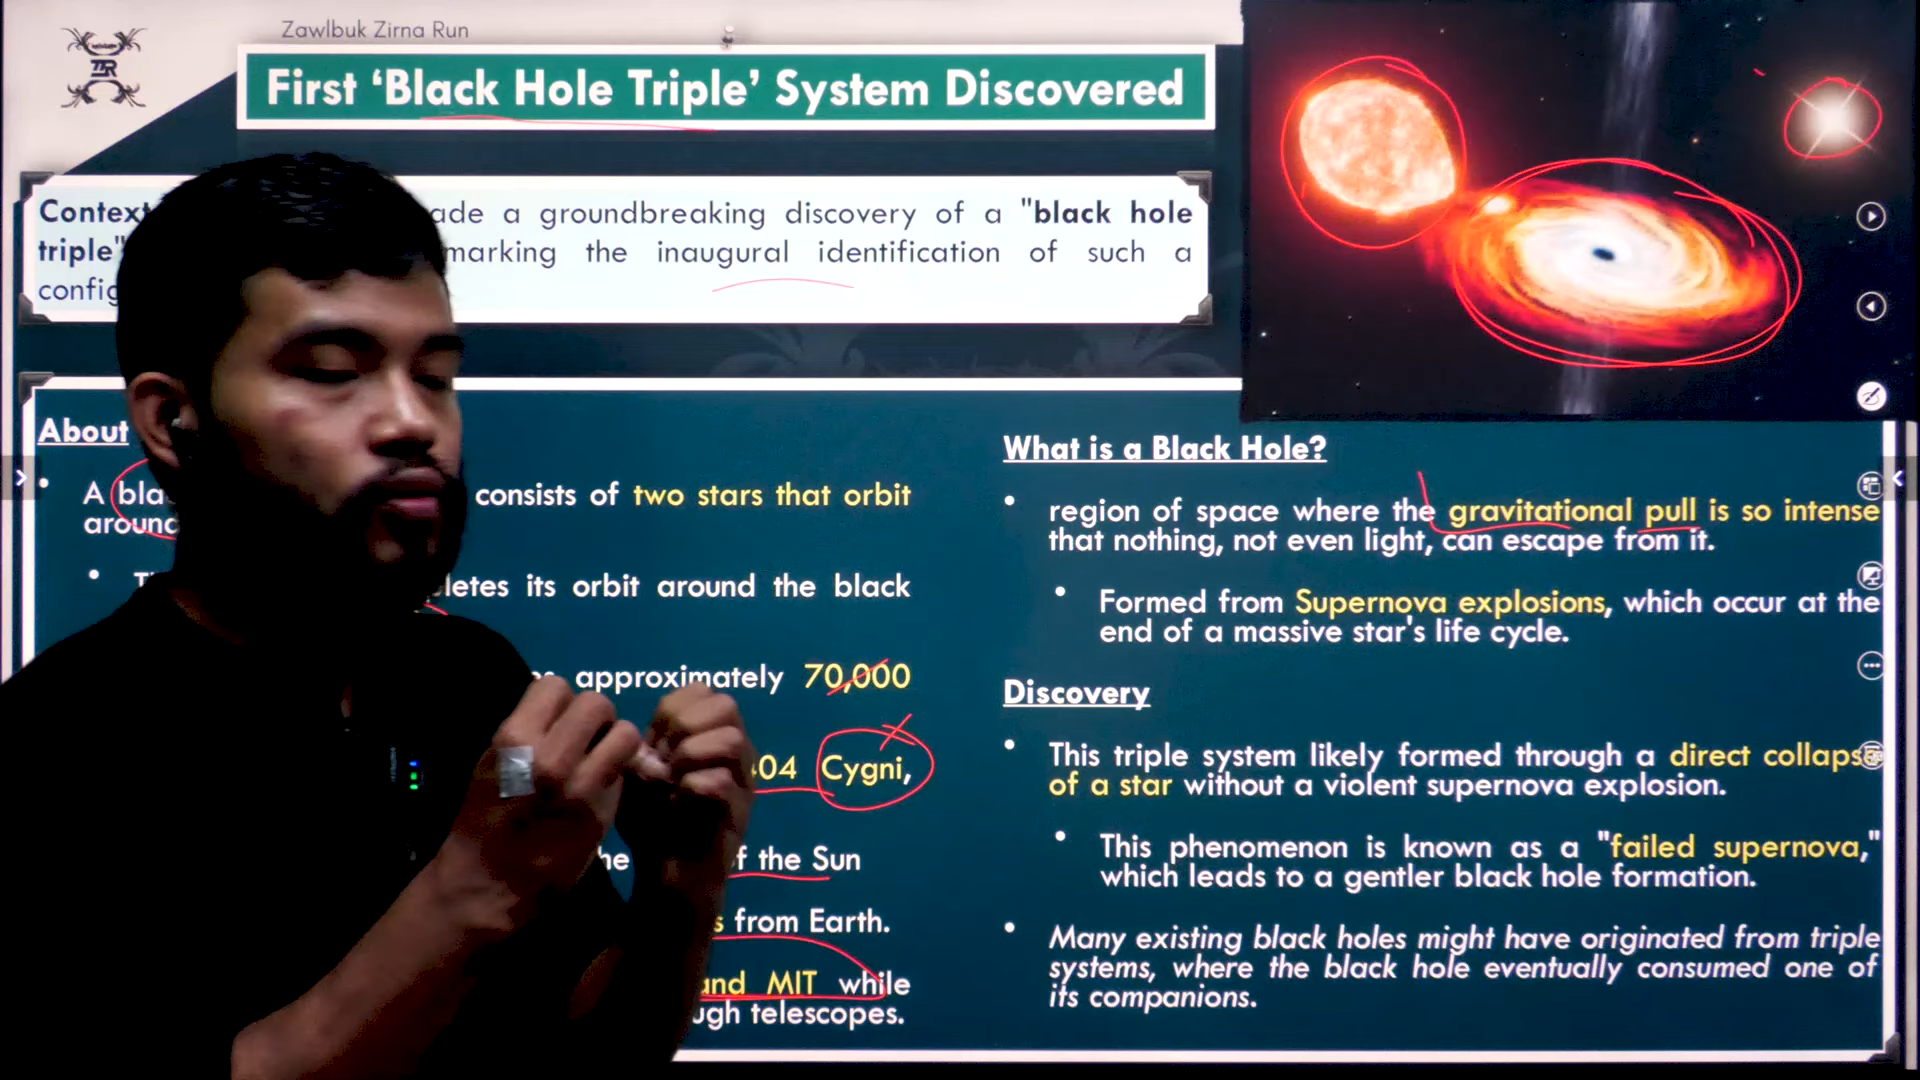 Zawlbuk Zirna Run
ZZR
First ‘Black Hole Triple’ System Discovered
Context ade a groundbreaking discovery of a "black hole
triple" marking the inaugural identification of such a
config
About
• A bla consists of two stars that orbit
around
• pletes its orbit around the black
approximately 70,000
404 Cygni,
he f the Sun
s from Earth.
and MIT while
ugh telescopes.
What is a Black Hole?
• region of space where the gravitational pull is so intense
that nothing, not even light, can escape from it.
• Formed from Supernova explosions, which occur at the
end of a massive star's life cycle.
Discovery
• This triple system likely formed through a direct collapse
of a star without a violent supernova explosion.
• This phenomenon is known as a "failed supernova,"
which leads to a gentler black hole formation.
• Many existing black holes might have originated from triple
systems, where the black hole eventually consumed one of
its companions.